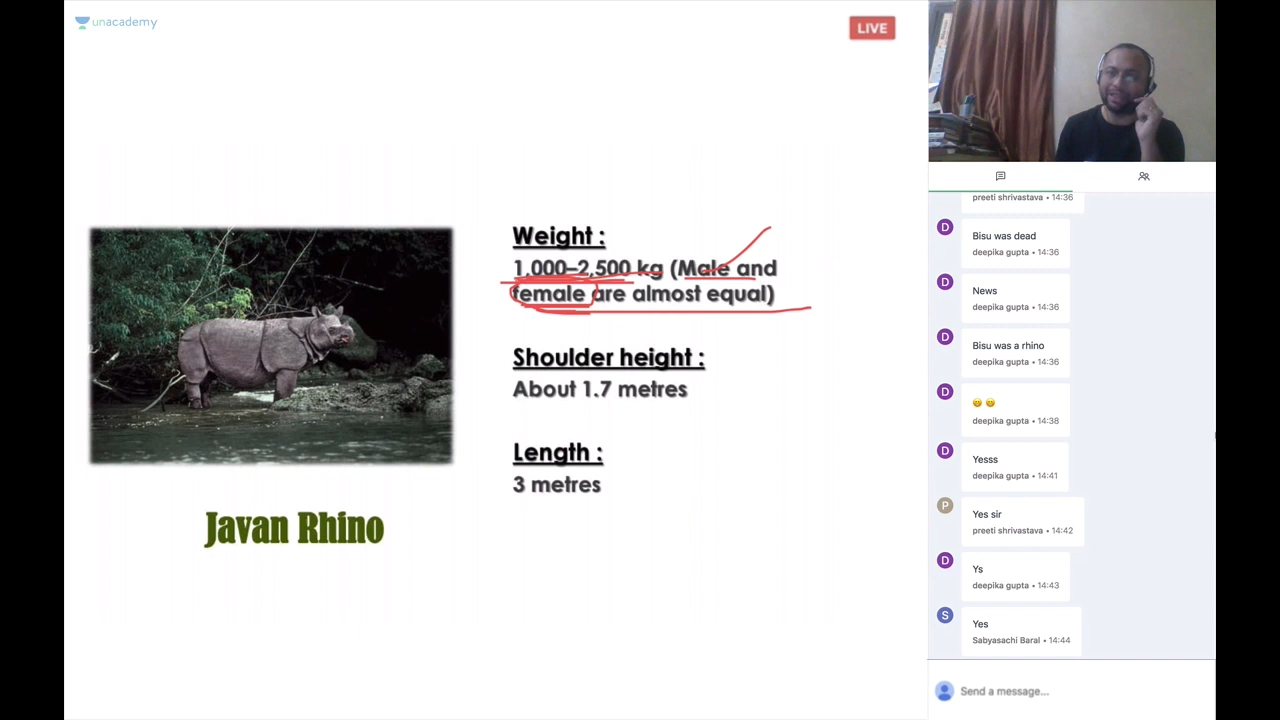 unacademy
LIVE
Weight :
1,000–2,500 kg (Male and
female are almost equal)
Shoulder height :
About 1.7 metres
Length :
3 metres
Javan Rhino
preeti shrivastava • 14:36
D
Bisu was dead
deepika gupta • 14:36
D
News
deepika gupta • 14:36
D
Bisu was a rhino
deepika gupta • 14:36
D
deepika gupta • 14:38
D
Yesss
deepika gupta • 14:41
P
Yes sir
preeti shrivastava • 14:42
D
Ys
deepika gupta • 14:43
S
Yes
Sabyasachi Baral • 14:44
Send a message...